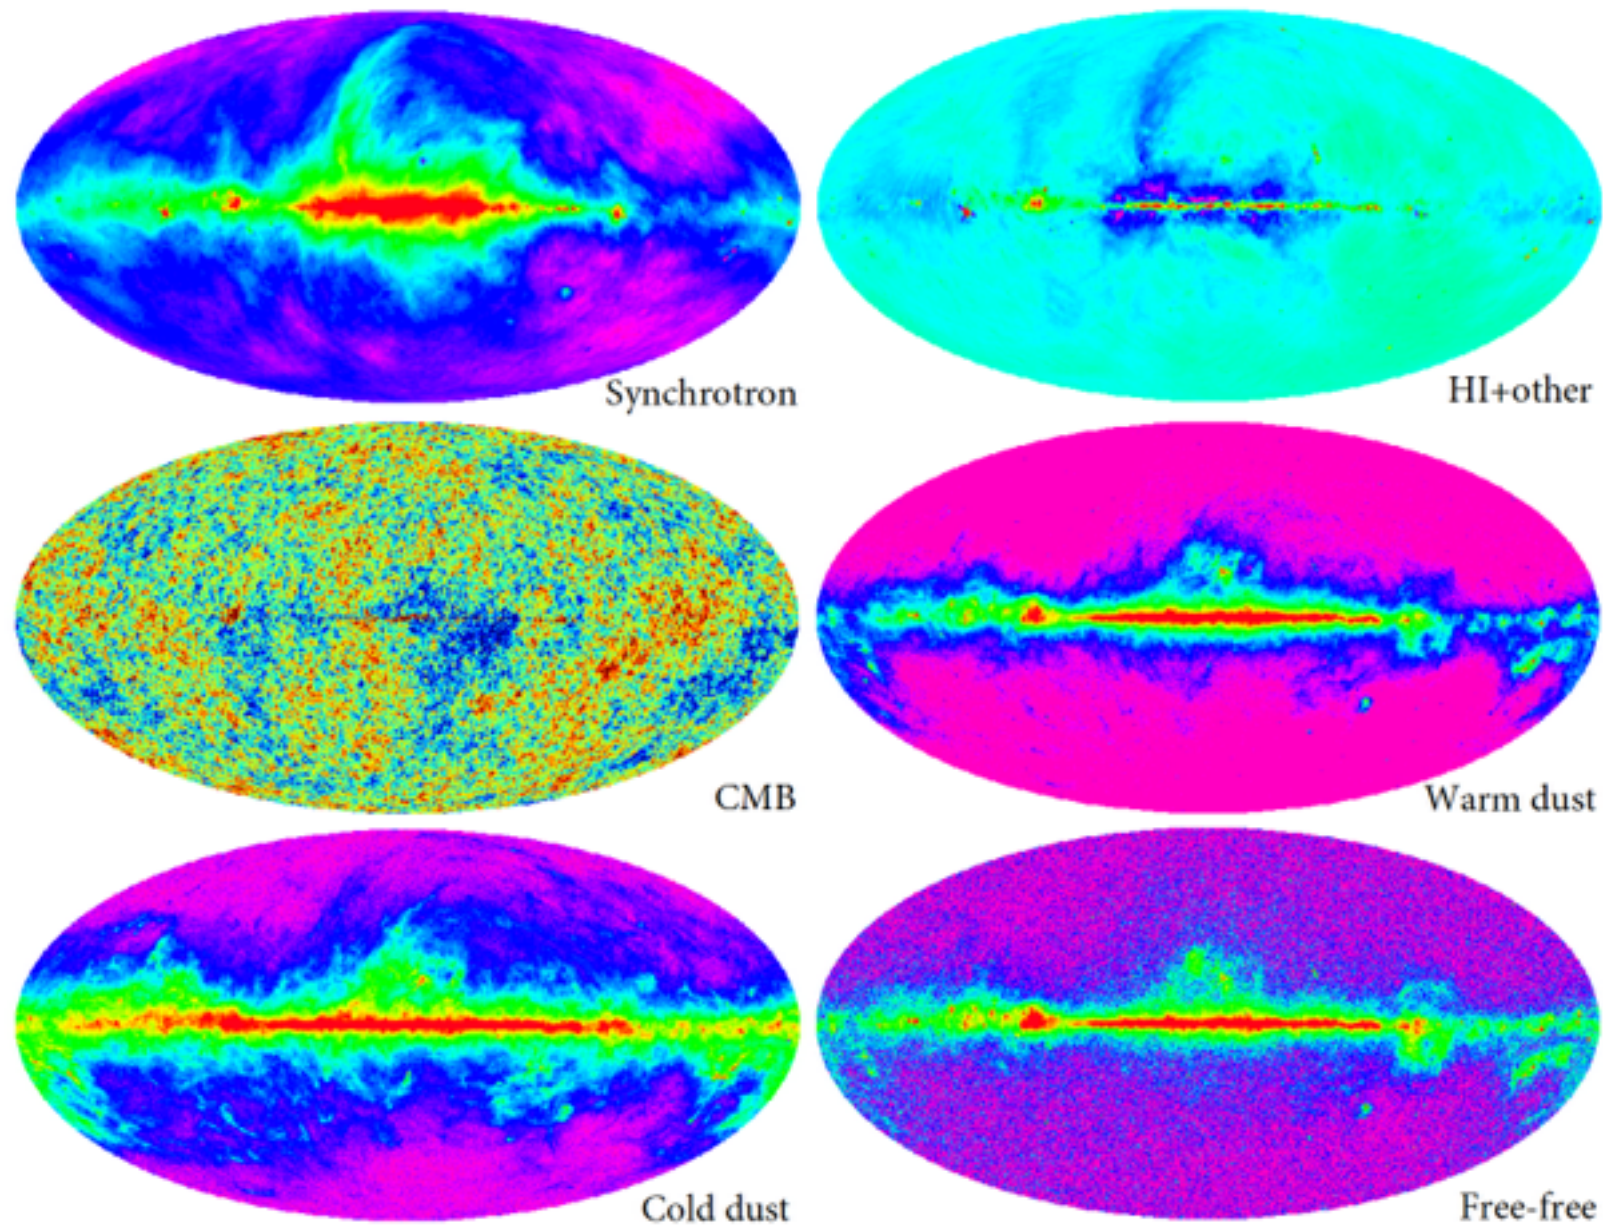 Synchrotron
HI+other
CMB
Warm dust
Cold dust
Free-free